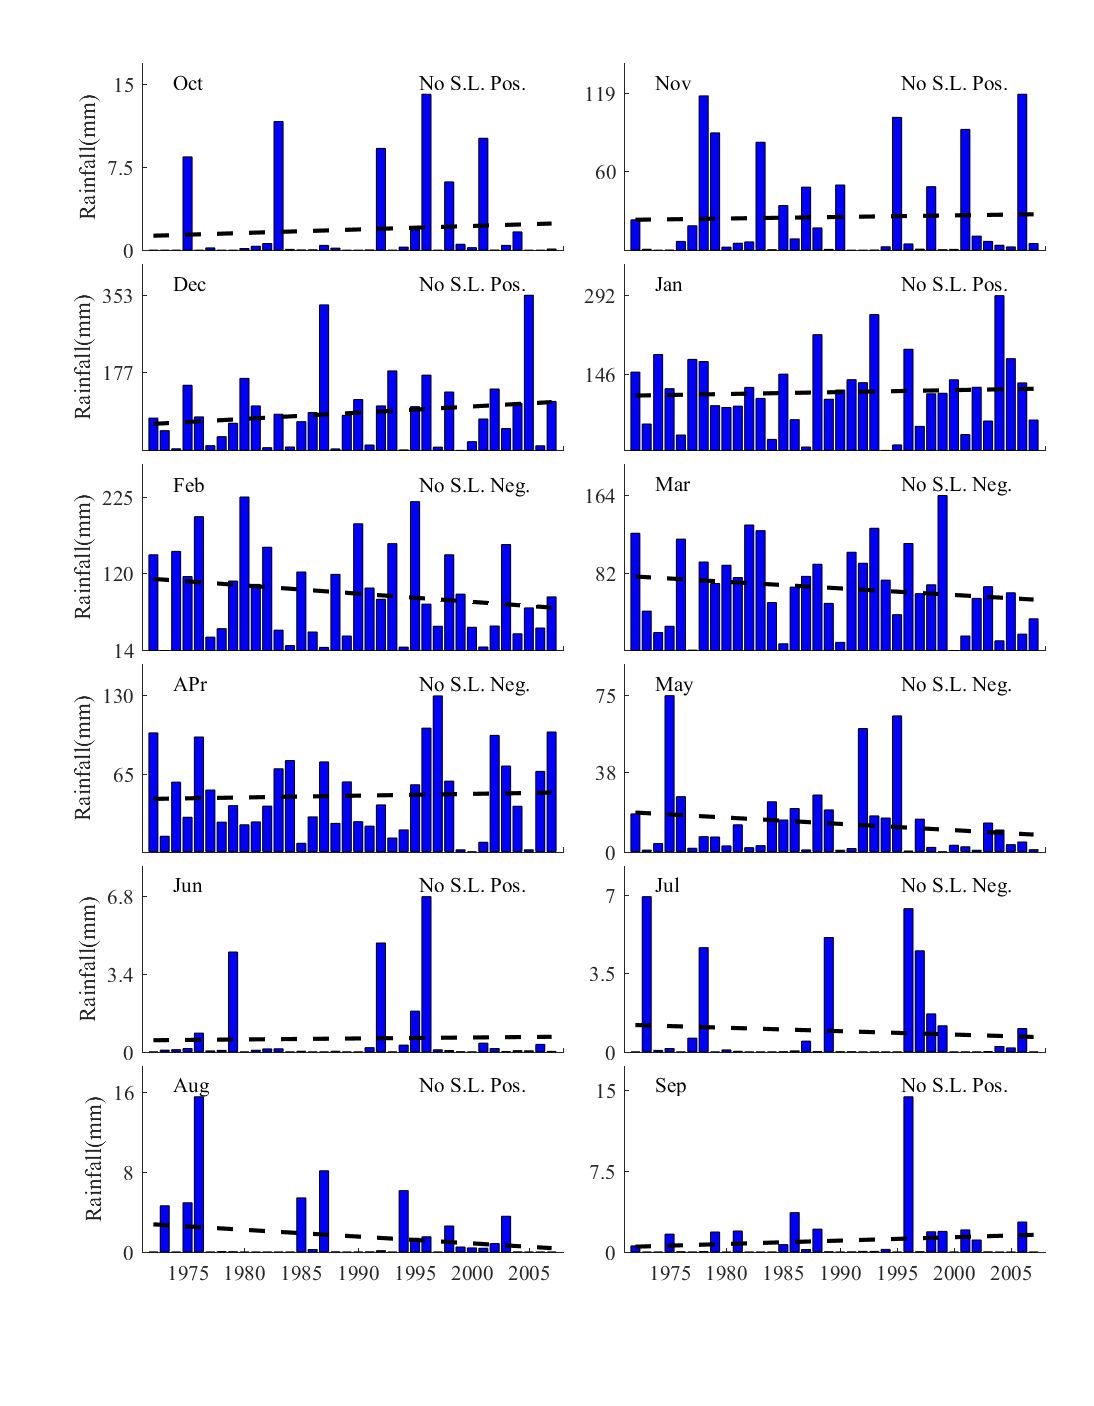 Oct No S.L. Pos.
Nov No S.L. Pos.
15
7.5
0
Rainfall(mm)
119
60
Dec No S.L. Pos.
Jan No S.L. Pos.
353
177
Rainfall(mm)
292
146
Feb No S.L. Neg.
Mar No S.L. Neg.
225
120
14
Rainfall(mm)
164
82
APr No S.L. Neg.
May No S.L. Neg.
130
65
Rainfall(mm)
75
38
0
Jun No S.L. Pos.
Jul No S.L. Neg.
6.8
3.4
0
Rainfall(mm)
7
3.5
0
Aug No S.L. Pos.
Sep No S.L. Pos.
16
8
0
Rainfall(mm)
15
7.5
0
1975 1980 1985 1990 1995 2000 2005
1975 1980 1985 1990 1995 2000 2005